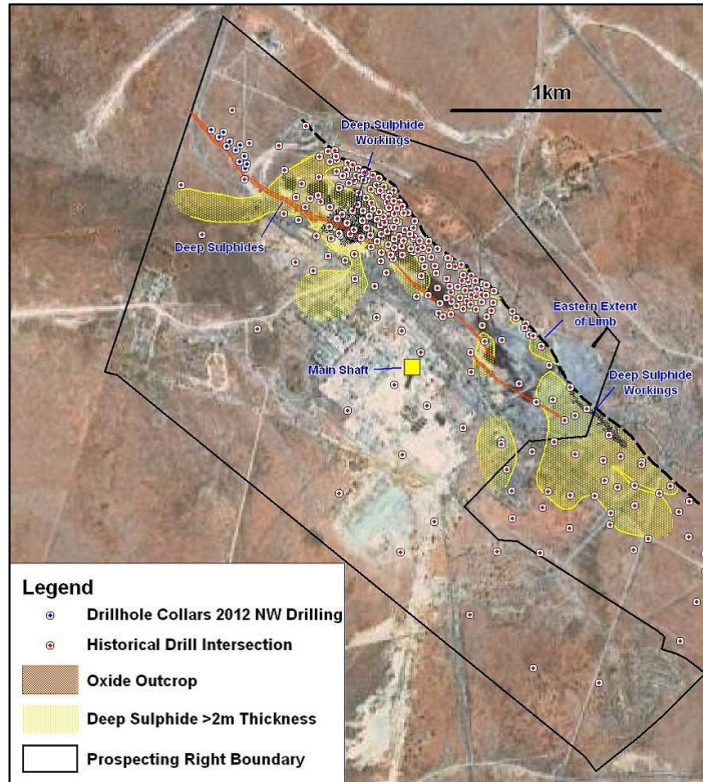 1km
Deep Sulphide
Workings
Deep Sulphides
Eastern Extent
of Limb
Main Shaft
Deep Sulphide
Workings
Legend
Drillhole Collars 2012 NW Drilling
Historical Drill Intersection
Oxide Outcrop
Deep Sulphide >2m Thickness
Prospecting Right Boundary